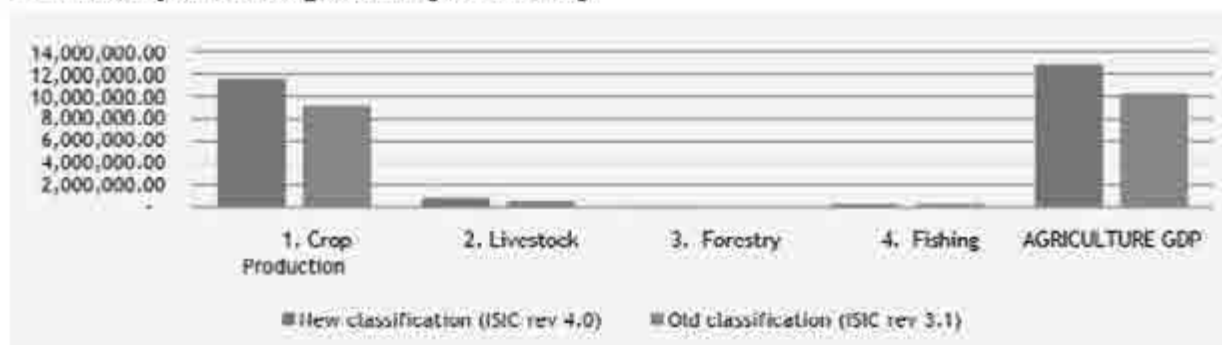 14,000,000.00
12,000,000.00
10,000,000.00
8,000,000.00
6,000,000.00
4,000,000.00
2,000,000.00
-
1. Crop Production
2. Livestock
3. Forestry
4. Fishing
AGRICULTURE GDP
New classification (ISIC rev 4.0)
Old classification (ISIC rev 3.1)